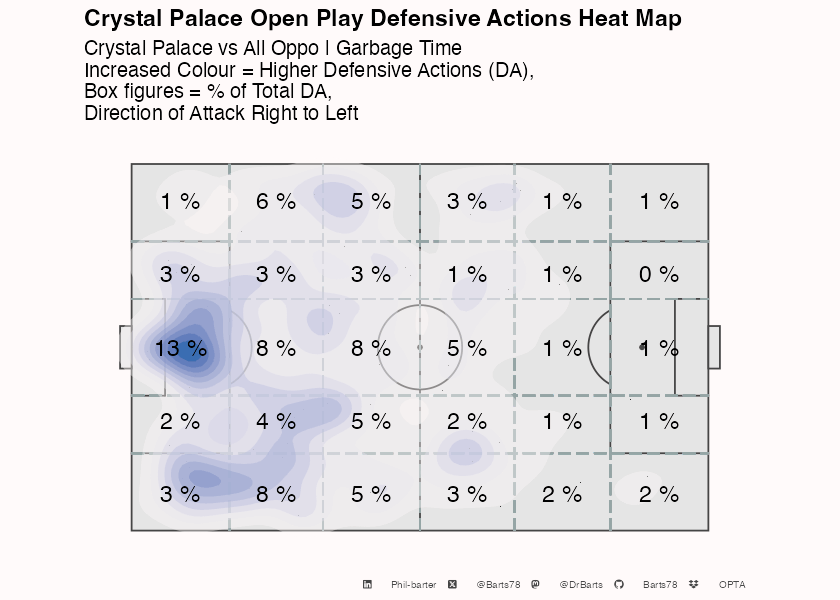 Crystal Palace Open Play Defensive Actions Heat Map
Crystal Palace vs All Oppo | Garbage Time
Increased Colour = Higher Defensive Actions (DA),
Box figures = % of Total DA,
Direction of Attack Right to Left
1 % 6 % 5 % 3 % 1 % 1 %
3 % 3 % 3 % 1 % 1 % 0 %
13 % 8 % 8 % 5 % 1 % 1 %
2 % 4 % 5 % 2 % 1 % 1 %
3 % 8 % 5 % 3 % 2 % 2 %
Phil-barter @Barts78 @DrBarts Barts78 OPTA